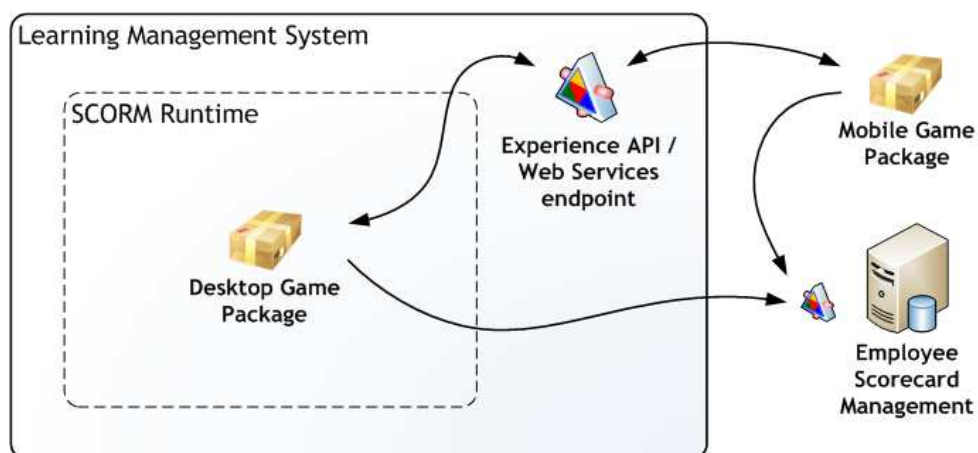 Learning Management System
SCORM Runtime
Experience API /
Web Services
endpoint
Mobile Game
Package
Desktop Game
Package
Employee
Scorecard
Management